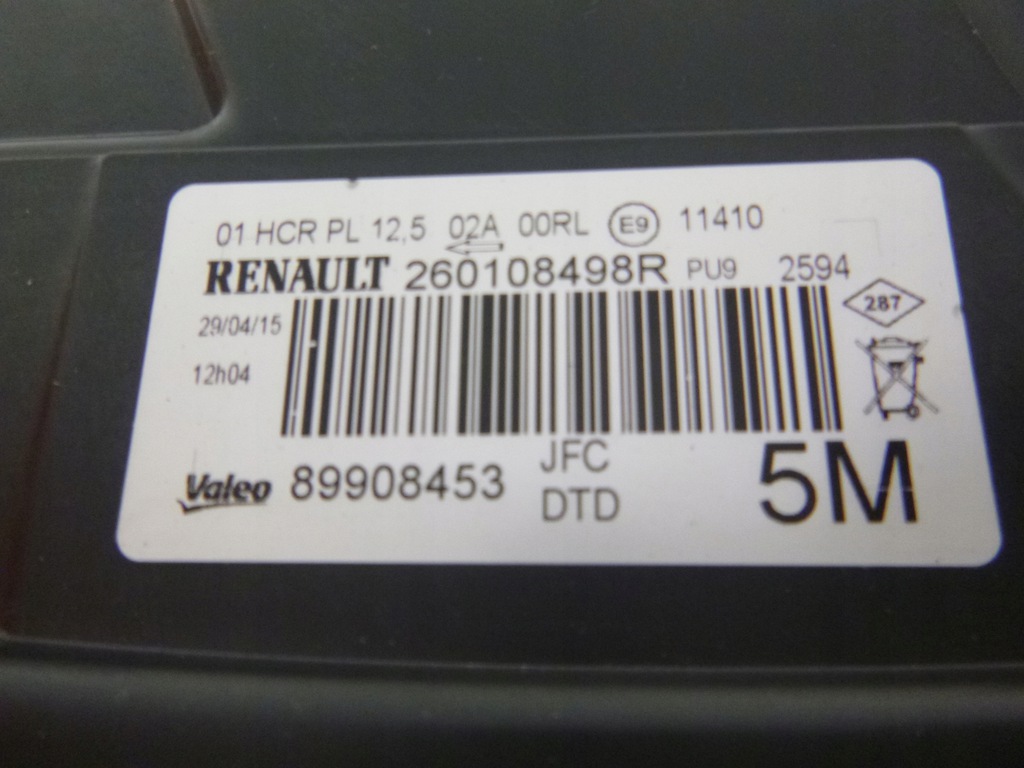 01 HCR PL 12,5 02A 00RL E9 11410
RENAULT 260108498R PU9 2594
287
29/04/15
12h04
Valeo 89908453 JFC
DTD
5M